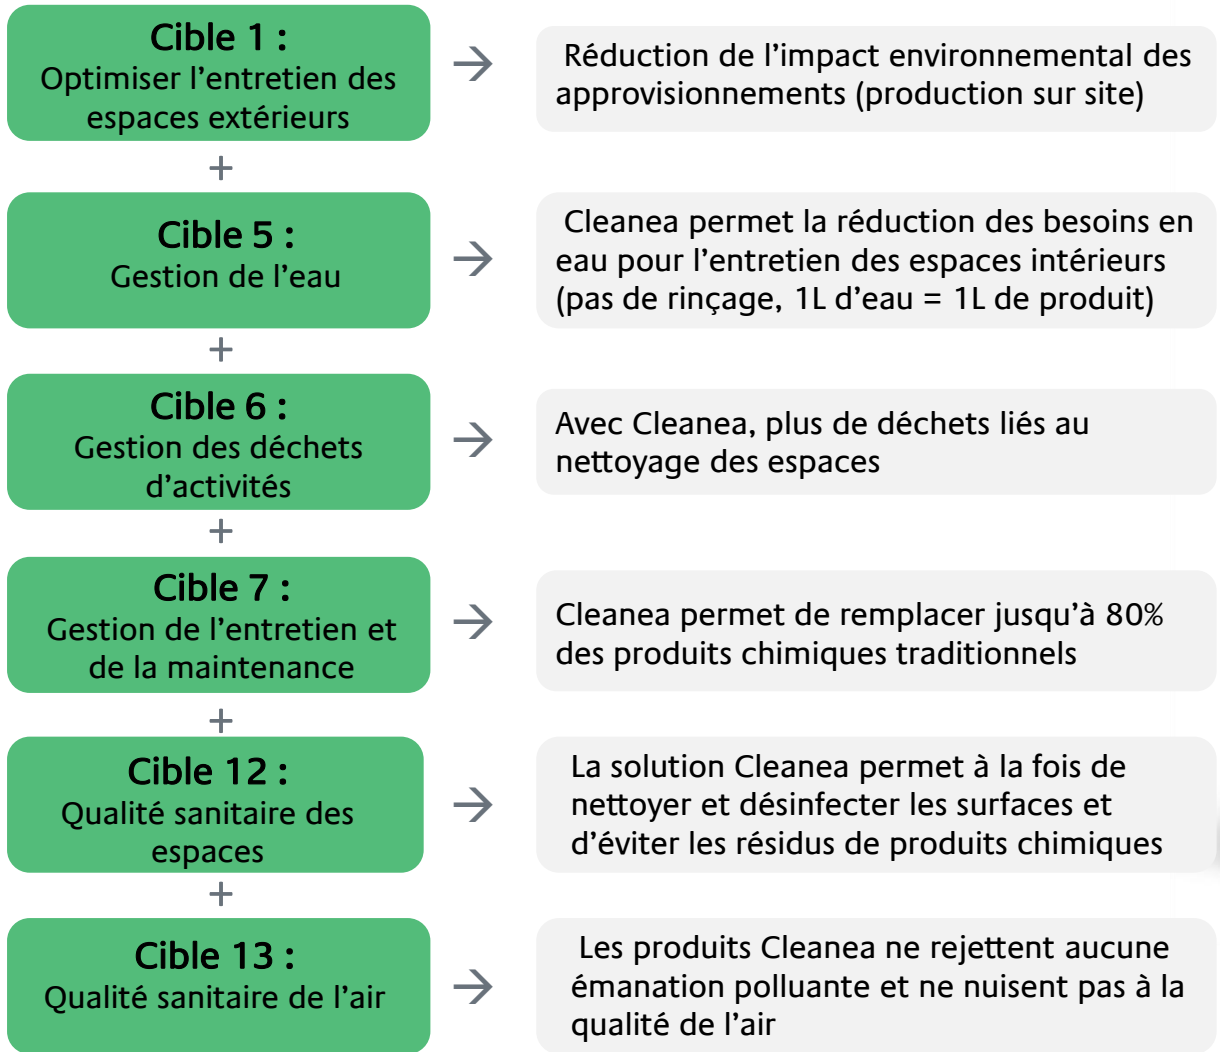 Cible 1 :
Optimiser l’entretien des
espaces extérieurs
→
Réduction de l’impact environnemental des
approvisionnements (production sur site)
+
Cible 5 :
Gestion de l’eau
→
Cleanea permet la réduction des besoins en
eau pour l’entretien des espaces intérieurs
(pas de rinçage, 1L d’eau = 1L de produit)
+
Cible 6 :
Gestion des déchets
d’activités
→
Avec Cleanea, plus de déchets liés au
nettoyage des espaces
+
Cible 7 :
Gestion de l’entretien et
de la maintenance
→
Cleanea permet de remplacer jusqu’à 80%
des produits chimiques traditionnels
+
Cible 12 :
Qualité sanitaire des
espaces
→
La solution Cleanea permet à la fois de
nettoyer et désinfecter les surfaces et
d’éviter les résidus de produits chimiques
+
Cible 13 :
Qualité sanitaire de l’air
→
Les produits Cleanea ne rejettent aucune
émanation polluante et ne nuisent pas à la
qualité de l’air